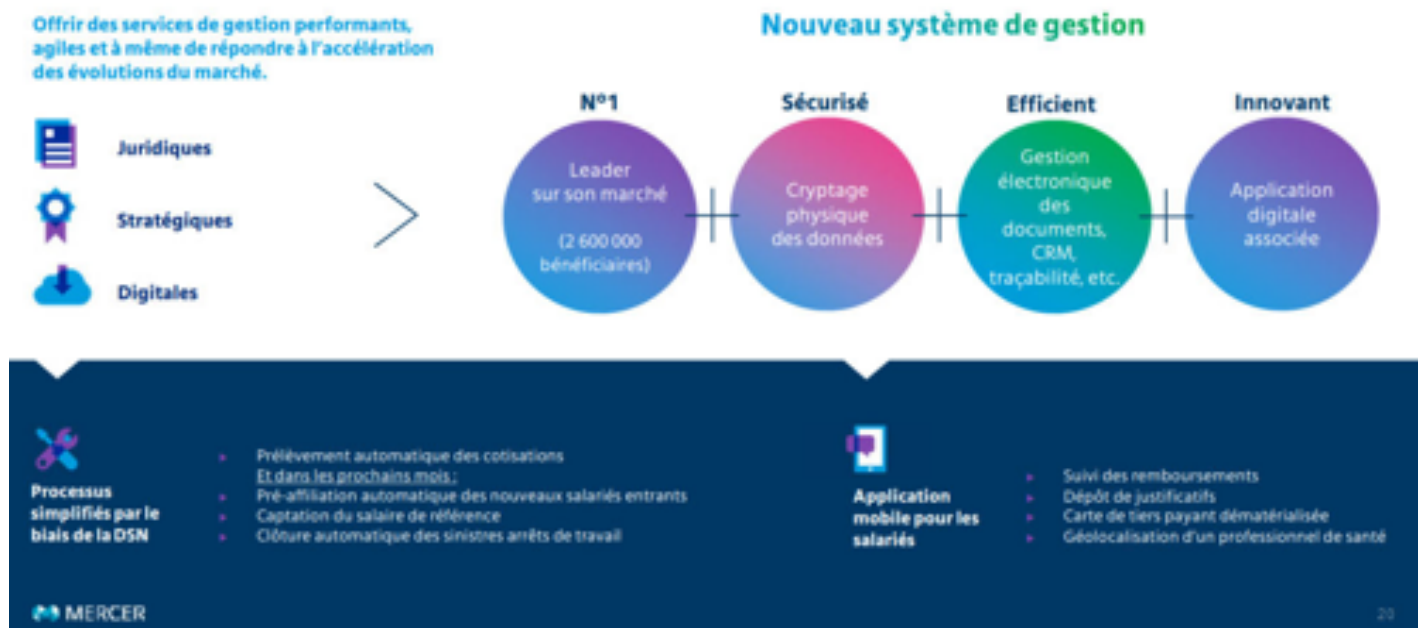 Offrir des services de gestion performants,
agiles et à même de répondre à l'accélération
des évolutions du marché.
Juridiques
Stratégiques
Digitales
Nouveau système de gestion
N°1
Leader
sur son marché
(2 600 000
bénéficiaires)
Sécurisé
Cryptage
physique
des données
Efficient
Gestion
électronique
des
documents,
CRM,
traçabilité, etc.
Innovant
Application
digitale
associée
Processus
simplifiés par le
biais de la DSN
Prélèvement automatique des cotisations
Et dans les prochains mois :
Pré-affiliation automatique des nouveaux salariés entrants
Captation du salaire de référence
Clôture automatique des sinistres arrêts de travail
Application
mobile pour les
salariés
Suivi des remboursements
Dépôt de justificatifs
Carte de tiers payant dématérialisée
Géolocalisation d'un professionnel de santé
MERCER
20